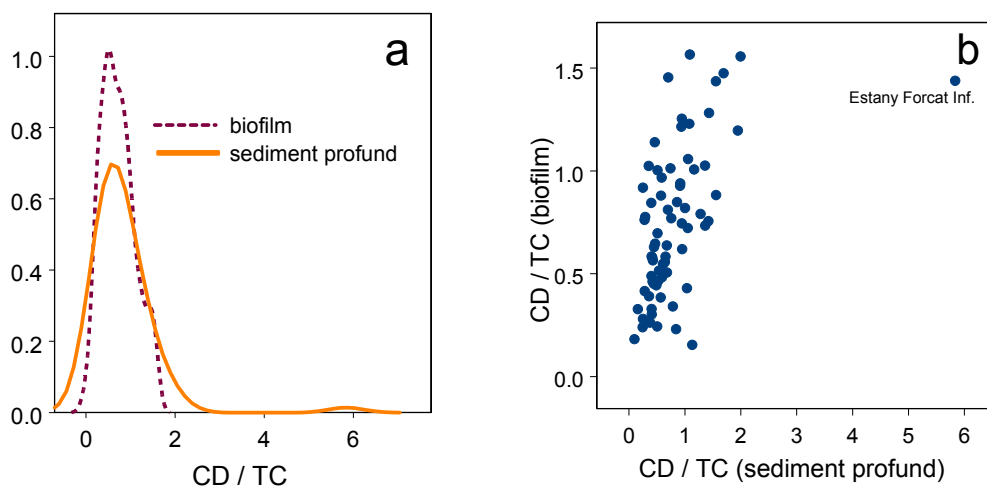 a
1.0
0.8
0.6
0.4
0.2
0.0
biofilm
sediment profund
0
2
4
6
CD / TC
b
1.5
1.0
0.5
0.0
CD / TC (biofilm)
Estany Forcat Inf.
0
1
2
3
4
5
6
CD / TC (sediment profund)